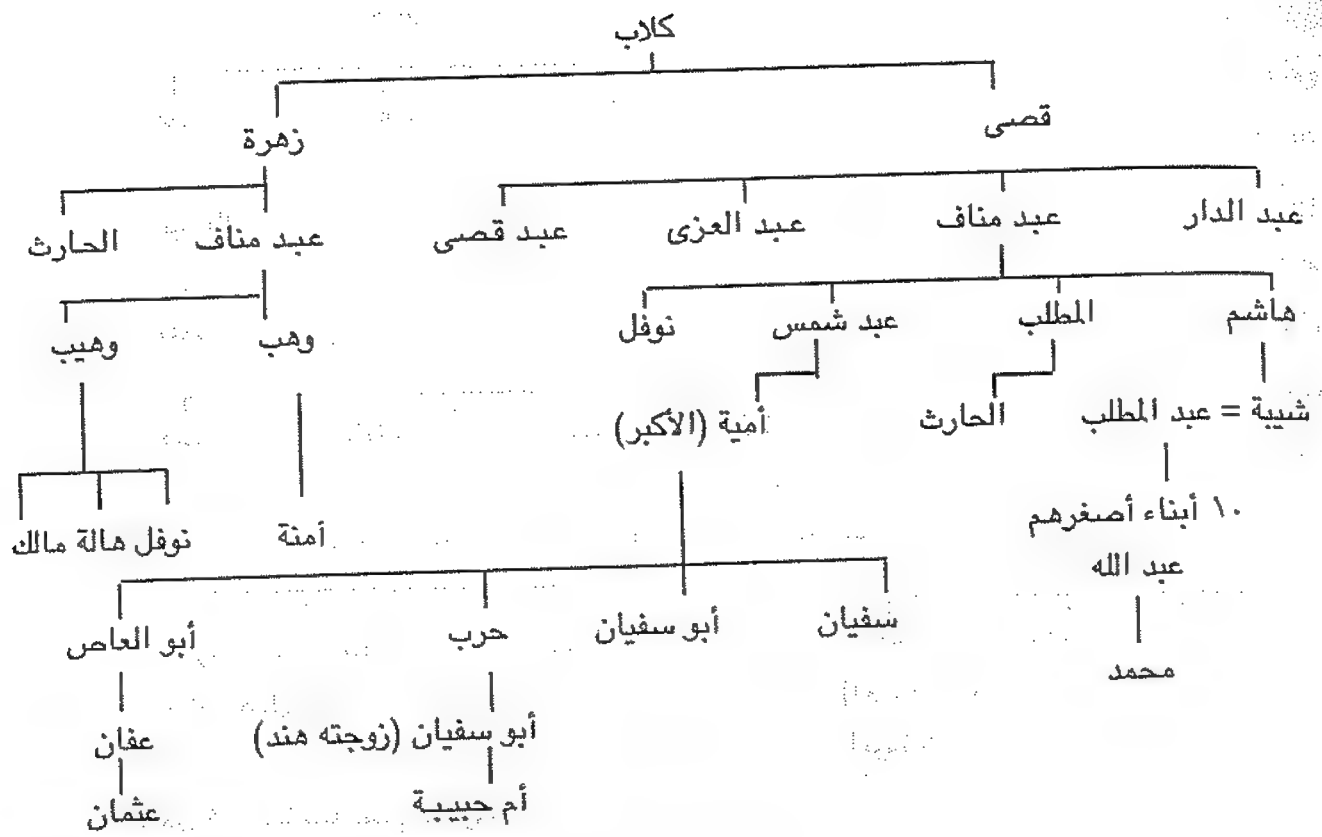 كلاب
قصى زهرة
عبد الدار عبد مناف عبد العزى عبد قصى عبد مناف الحارث
هاشم المطلب عبد شمس نوفل وهب وهيب
شيبة = عبد المطلب الحارث أمية (الأكبر)
١٠ أبناء أصغرهم
عبد الله
أمنة نوفل هالة مالك
سفيان أبو سفيان حرب أبو العاص
محمد
أبو سفيان (زوجته هند) عفان
أم حبيبة عثمان